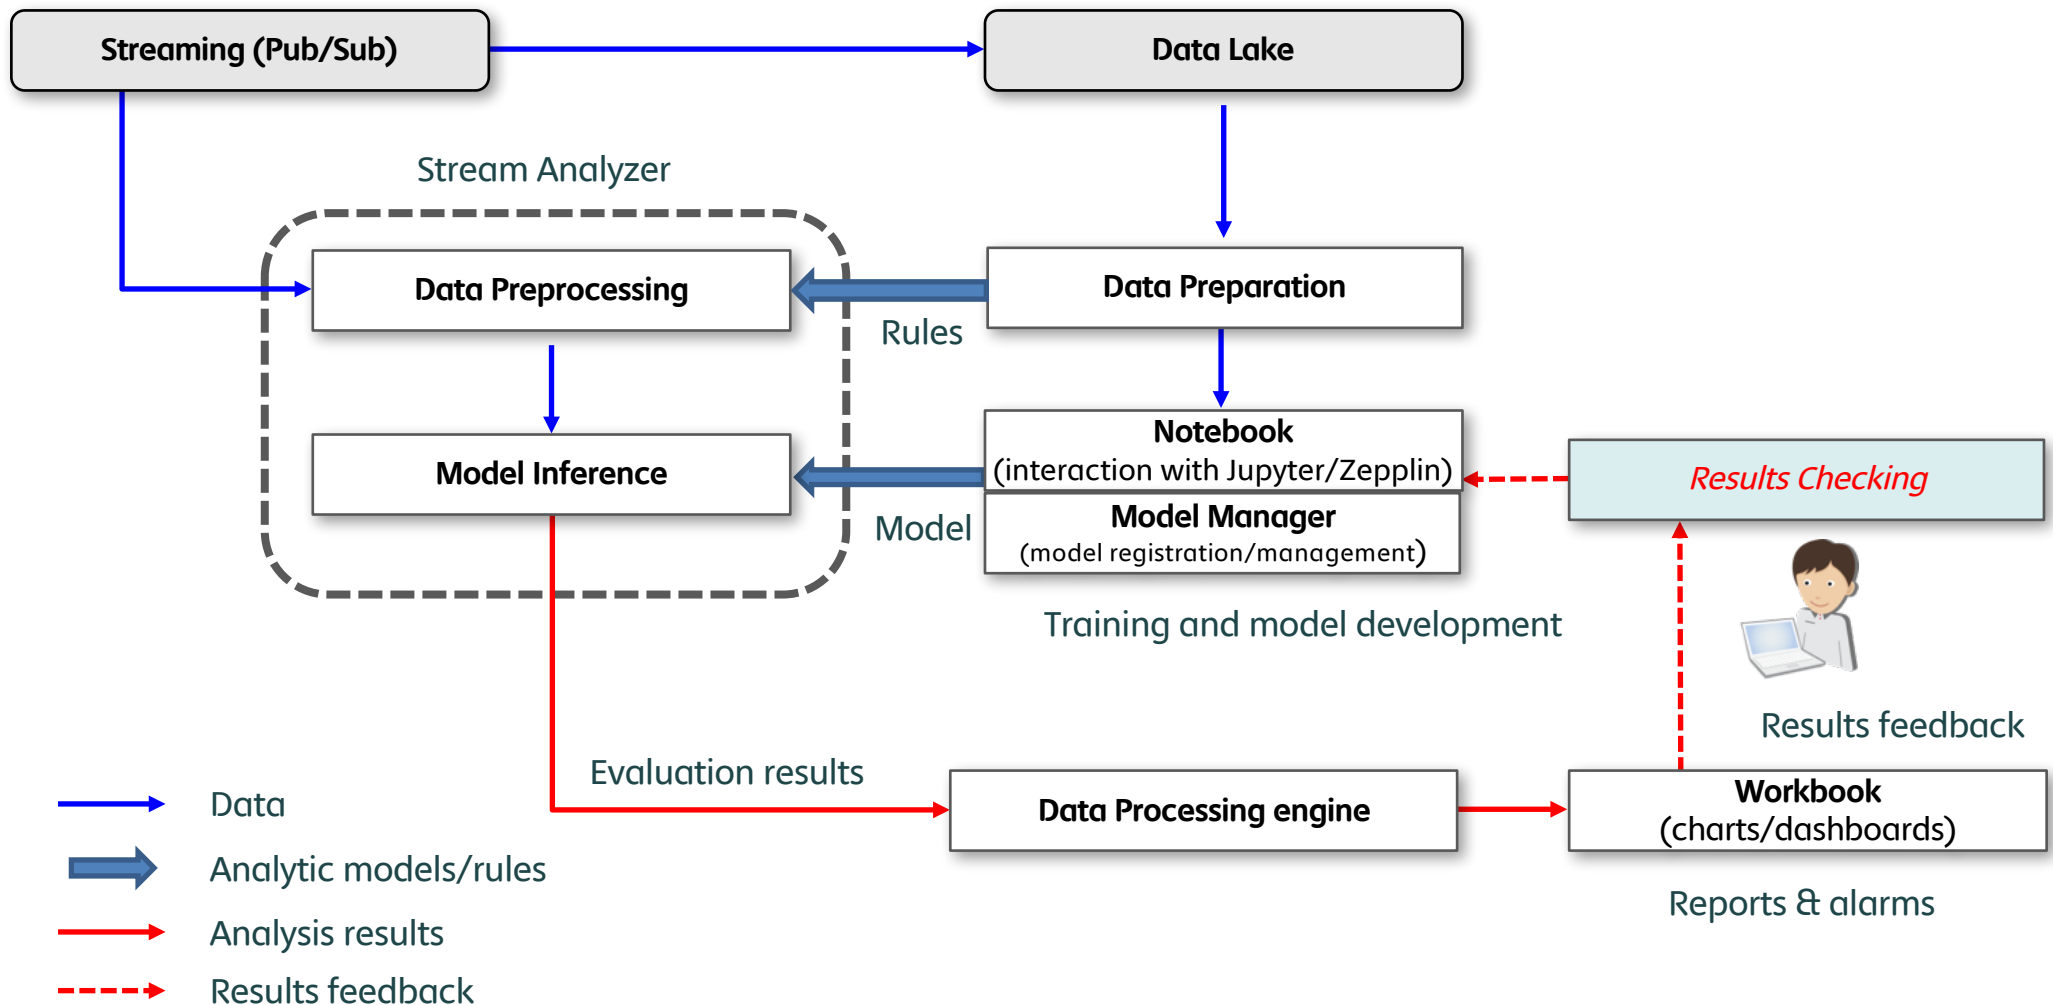 Streaming (Pub/Sub)
Data Lake
Stream Analyzer
Data Preprocessing
Rules
Data Preparation
Model Inference
Model
Notebook
(interaction with Jupyter/Zepplin)
Model Manager
(model registration/management)
Results Checking
Training and model development
Results feedback
Evaluation results
Data Processing engine
Workbook
(charts/dashboards)
Reports & alarms
Data
Analytic models/rules
Analysis results
Results feedback